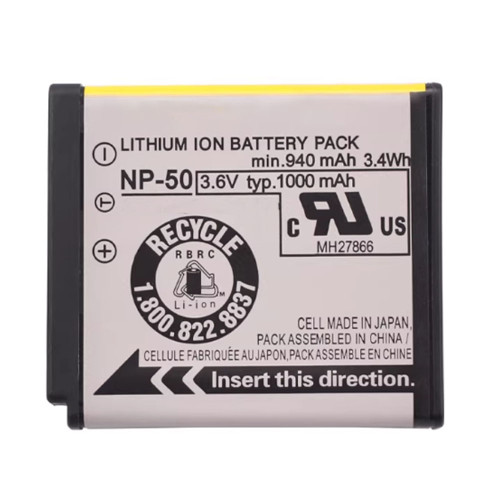 LITHIUM ION BATTERY PACK
min.940 mAh 3.4Wh
NP-50 3.6V typ.1000 mAh
C RU US
MH27866
RECYCLE
RBRC
Li-ion
1.800.822.8837
CELL MADE IN JAPAN,
PACK ASSEMBLED IN CHINA/
CELLULE FABRIQUÉE AU JAPON, PACK ASSEMBLÉE EN CHINE
Insert this direction.